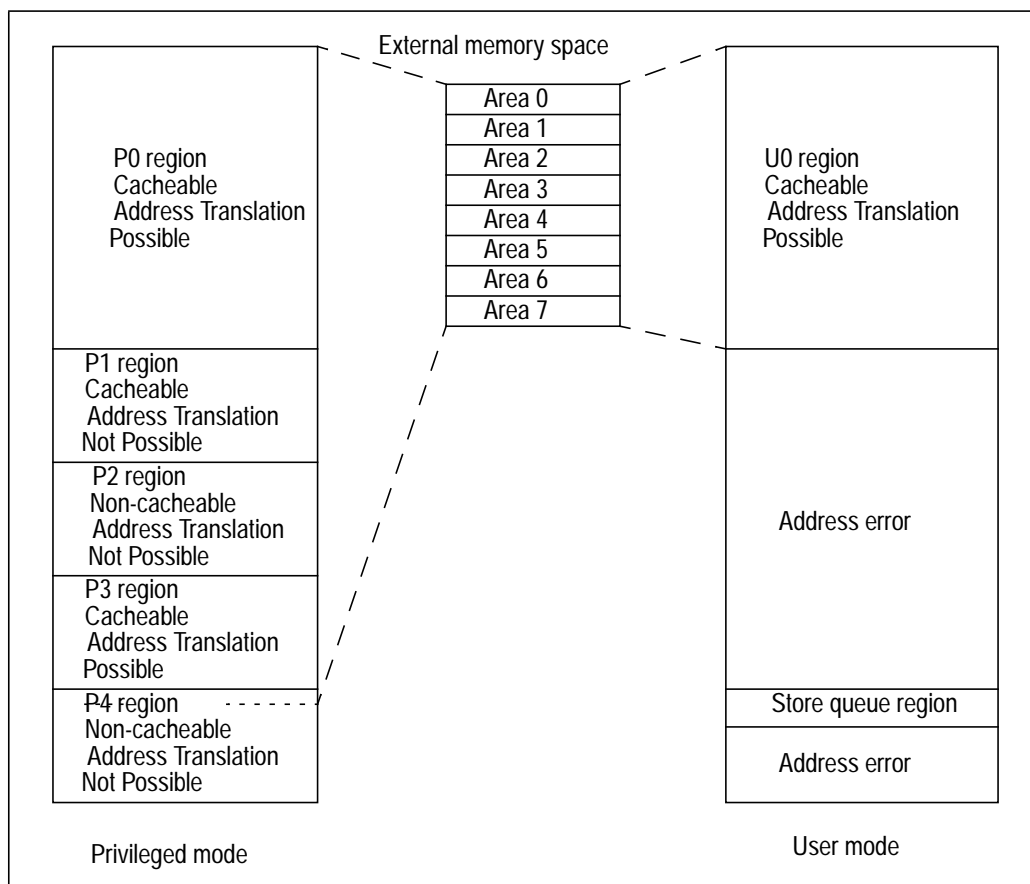 External memory space
P0 region
Cacheable
Address Translation
Possible
P1 region
Cacheable
Address Translation
Not Possible
P2 region
Non-cacheable
Address Translation
Not Possible
P3 region
Cacheable
Address Translation
Possible
P4 region
Non-cacheable
Address Translation
Not Possible
Privileged mode
Area 0
Area 1
Area 2
Area 3
Area 4
Area 5
Area 6
Area 7
U0 region
Cacheable
Address Translation
Possible
Address error
Store queue region
Address error
User mode